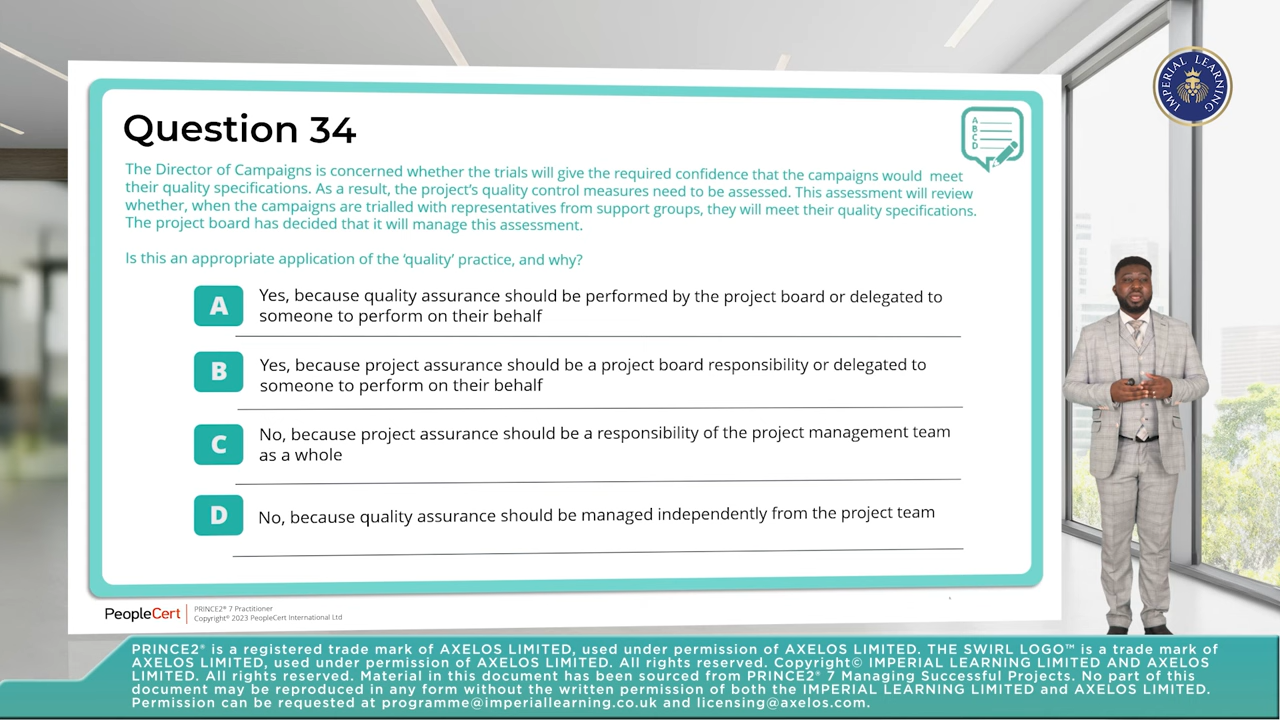 IMPERIAL LEARNING
Question 34
A
B
C
D
The Director of Campaigns is concerned whether the trials will give the required confidence that the campaigns would meet
their quality specifications. As a result, the project's quality control measures need to be assessed. This assessment will review
whether, when the campaigns are trialled with representatives from support groups, they will meet their quality specifications.
The project board has decided that it will manage this assessment.
Is this an appropriate application of the 'quality' practice, and why?
A
Yes, because quality assurance should be performed by the project board or delegated to
someone to perform on their behalf
B
Yes, because project assurance should be a project board responsibility or delegated to
someone to perform on their behalf
C
No, because project assurance should be a responsibility of the project management team
as a whole
D
No, because quality assurance should be managed independently from the project team
PeopleCert
PRINCE2® 7 Practitioner
Copyright® 2023 PeopleCert International Ltd
PRINCE2® is a registered trade mark of AXELOS LIMITED, used under permission of AXELOS LIMITED. THE SWIRL LOGO™ is a trade mark of
AXELOS LIMITED, used under permission of AXELOS LIMITED. All rights reserved. Copyright© IMPERIAL LEARNING LIMITED AND AXELOS
LIMITED. All rights reserved. Material in this document has been sourced from PRINCE2® 7 Managing Successful Projects. No part of this
document may be reproduced in any form without the written permission of both the IMPERIAL LEARNING LIMITED and AXELOS LIMITED.
Permission can be requested at programme@imperiallearning.co.uk and licensing@axelos.com.